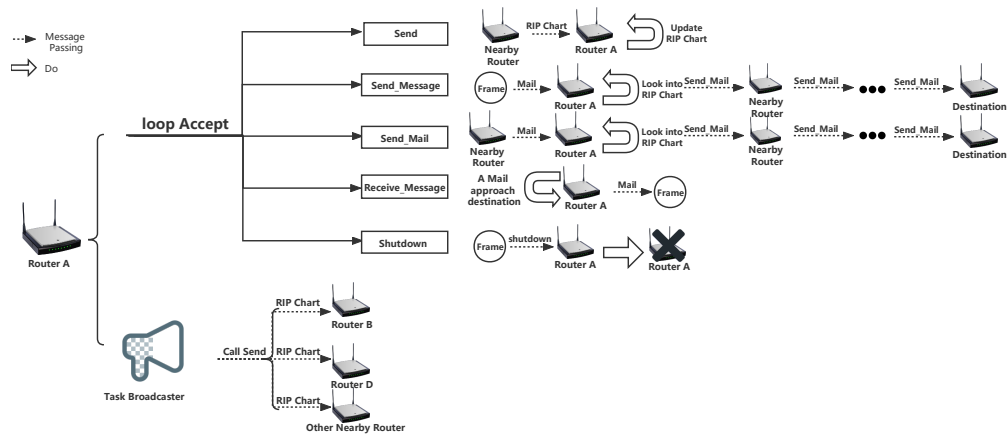 Message
Passing
Do
Router A
loop Accept
Send
Nearby
Router
RIP Chart
Router A
Update
RIP Chart
Send_Message
Frame
Mail
Router A
Look into
RIP Chart
Send_Mail
Nearby
Router
Send_Mail
Send_Mail
Destination
Send_Mail
Nearby
Router
Mail
Router A
Look into
RIP Chart
Send_Mail
Nearby
Router
Send_Mail
Send_Mail
Destination
Receive_Message
A Mail
approach
destination
Router A
Mail
Frame
Shutdown
Frame
shutdown
Router A
Router A
Task Broadcaster
Call Send
RIP Chart
Router B
RIP Chart
Router D
RIP Chart
Other Nearby Router